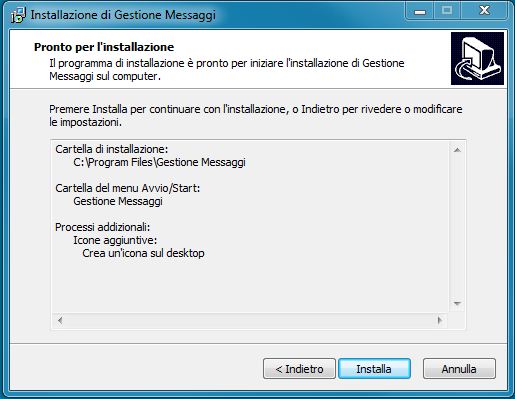 Installazione di Gestione Messaggi
Pronto per l'installazione
Il programma di installazione è pronto per iniziare l'installazione di Gestione
Messaggi sul computer.
Premere Installa per continuare con l'installazione, o Indietro per rivedere o modificare
le impostazioni.
Cartella di installazione:
C:\Program Files\Gestione Messaggi
Cartella del menu Avvio/Start:
Gestione Messaggi
Processi addizionali:
Icone aggiuntive:
Crea un'icona sul desktop
< Indietro
Installa
Annulla